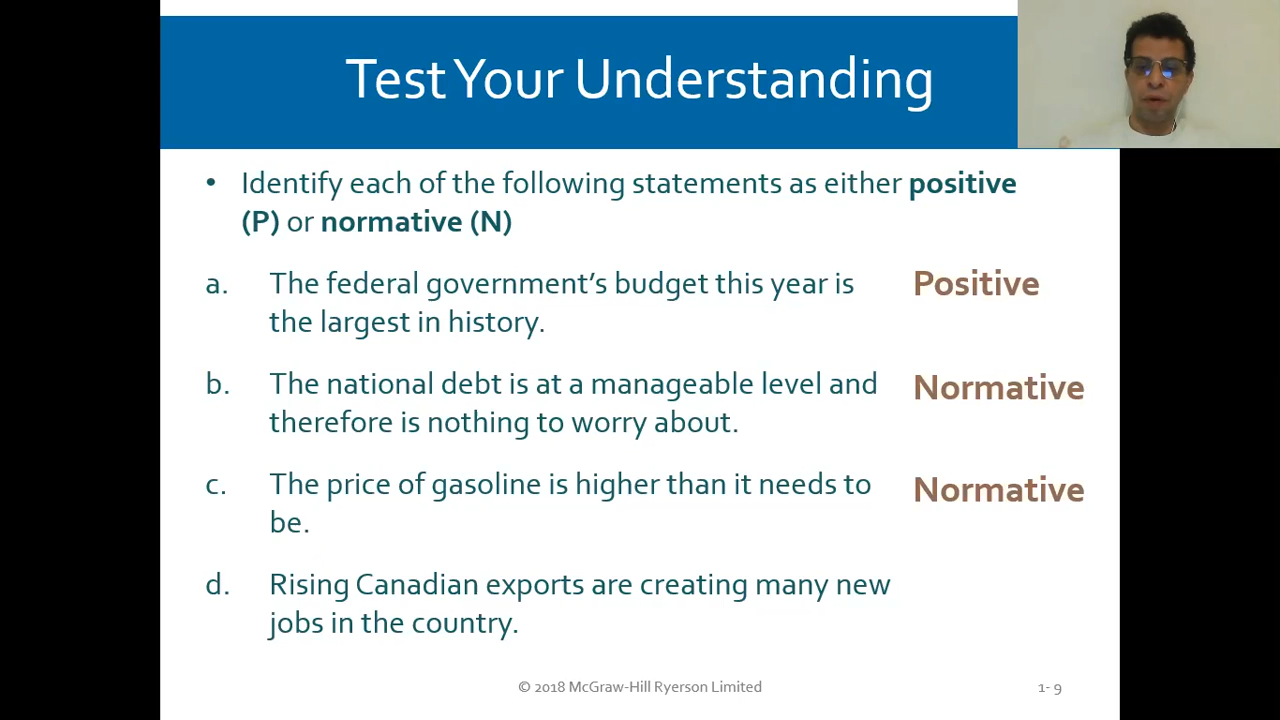 Test Your Understanding
• Identify each of the following statements as either positive
(P) or normative (N)
a. The federal government’s budget this year is Positive
the largest in history.
b. The national debt is at a manageable level and Normative
therefore is nothing to worry about.
c. The price of gasoline is higher than it needs to Normative
be.
d. Rising Canadian exports are creating many new
jobs in the country.
© 2018 McGraw-Hill Ryerson Limited 1- 9